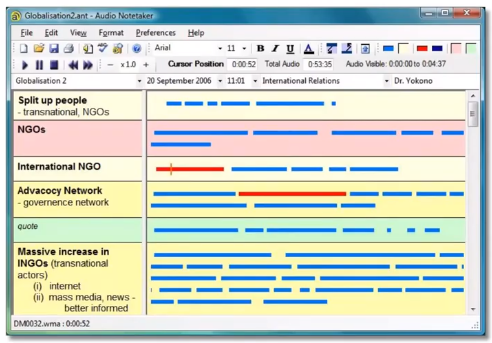 Globalisation2.ant - Audio Notetaker
File Edit View Format Preferences Help
Arial 11 B I U A
- x1.0 + Cursor Position 0:00:52 Total Audio 0:53:35 Audio Visible: 0:00:00 to 0:04:37
Globalisation 2 20 September 2006 11:01 International Relations Dr. Yokono
Split up people
- transnational, NGOs
NGOs
International NGO
Advocacy Network
- governence network
quote
Massive increase in
INGOs (transnational
actors)
(i) internet
(ii) mass media, news -
better informed
DM0032.wma : 0:00:52